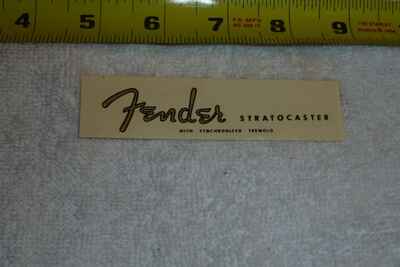 4 5 6 7 8 9
Fender STRATOCASTER
WITH SYNCHRONIZED TREMOLO